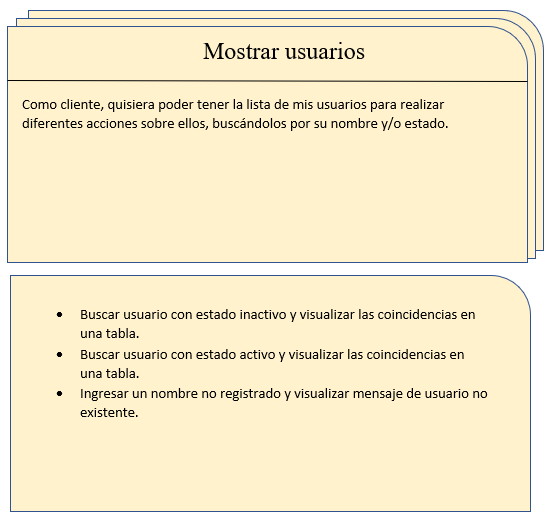 Mostrar usuarios
Como cliente, quisiera poder tener la lista de mis usuarios para realizar
diferentes acciones sobre ellos, buscándolos por su nombre y/o estado.
• Buscar usuario con estado inactivo y visualizar las coincidencias en
una tabla.
• Buscar usuario con estado activo y visualizar las coincidencias en
una tabla.
• Ingresar un nombre no registrado y visualizar mensaje de usuario no
existente.